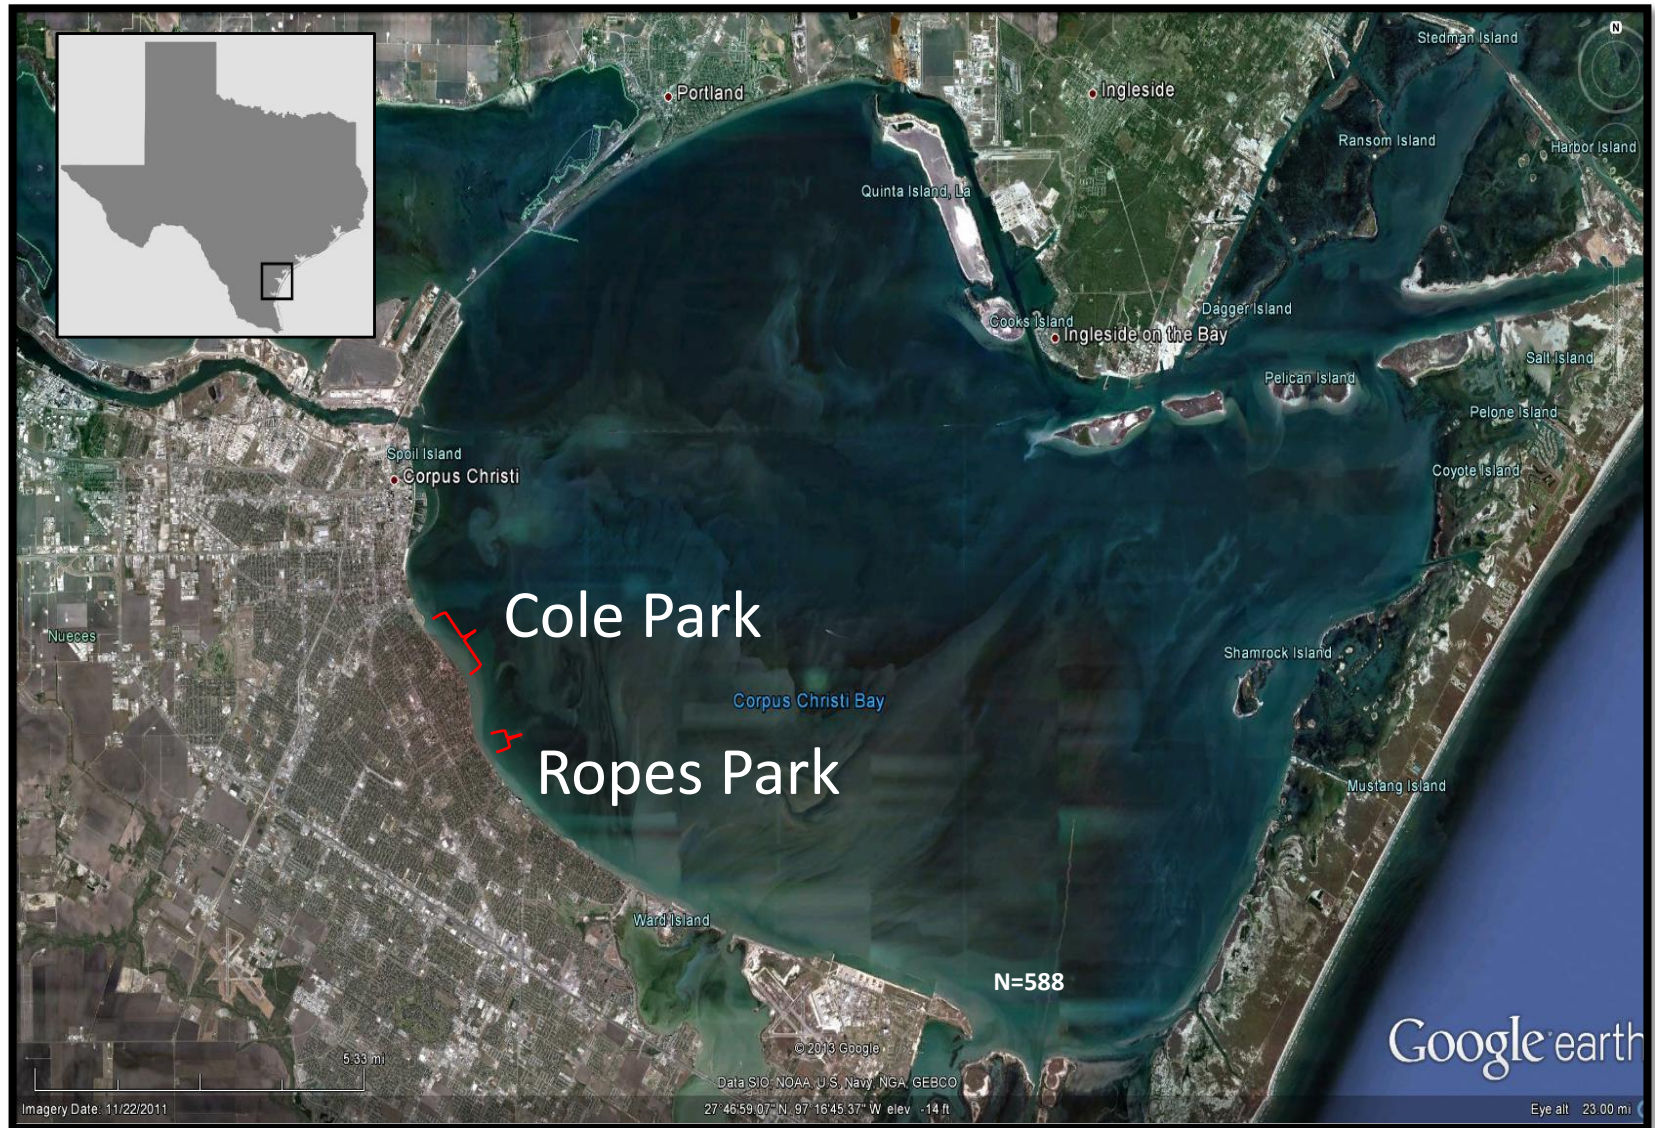 Stedman Island
N
Portland
Ingleside
Ransom Island
Harbor Island
Quinta Island, La
Dagger Island
Cooks Island
Ingleside on the Bay
Salt Island
Pelican Island
Pelone Island
Spoil Island
Corpus Christi
Coyote Island
Cole Park
Nueces
Shamrock Island
Corpus Christi Bay
Ropes Park
Mustang Island
Ward Island
N=588
Google earth
© 2013 Google
5.33 mi
Data SIO, NOAA, U.S. Navy, NGA, GEBCO
Imagery Date: 11/22/2011
27°46'59.07" N, 97°16'45.37" W elev -14 ft
Eye alt 23.00 mi